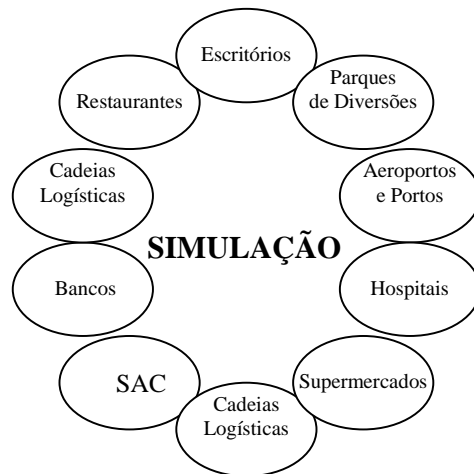 Escritórios
Parques
de Diversões
Restaurantes
Cadeias
Logísticas
Aeroportos
e Portos
SIMULAÇÃO
Bancos
Hospitais
SAC
Supermercados
Cadeias
Logísticas